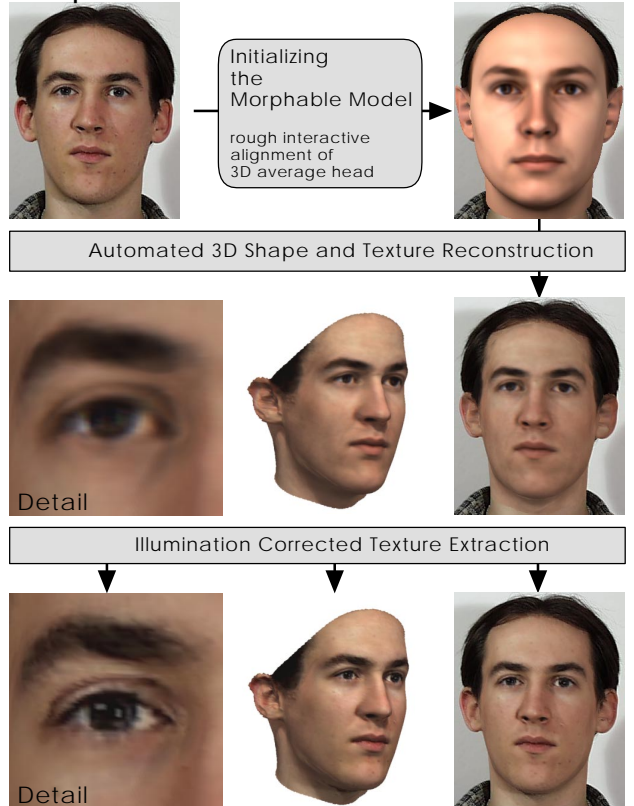 Initializing
the
Morphable Model
rough interactive
alignment of
3D average head
Automated 3D Shape and Texture Reconstruction
Detail
Illumination Corrected Texture Extraction
Detail